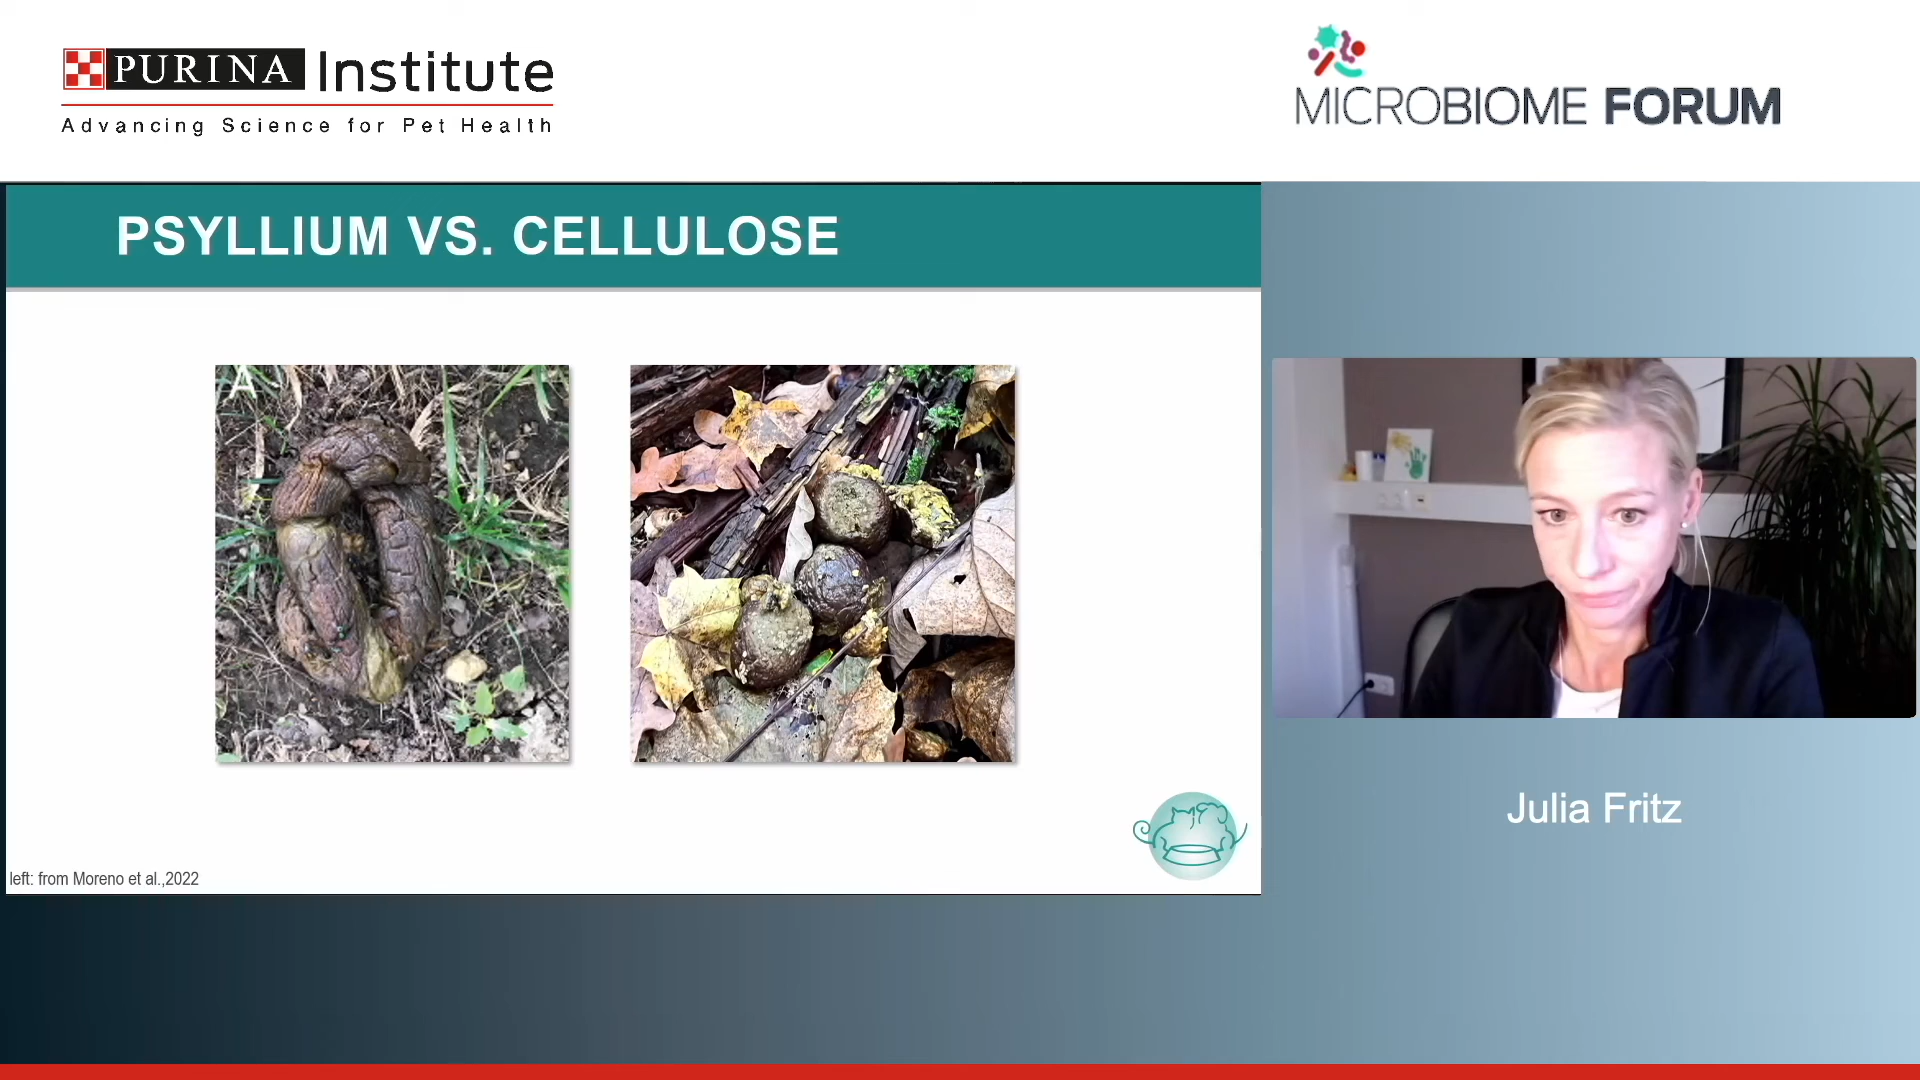 PURINA Institute
Advancing Science for Pet Health
MICROBIOME FORUM
PSYLLIUM VS. CELLULOSE
A
left: from Moreno et al.,2022
Julia Fritz